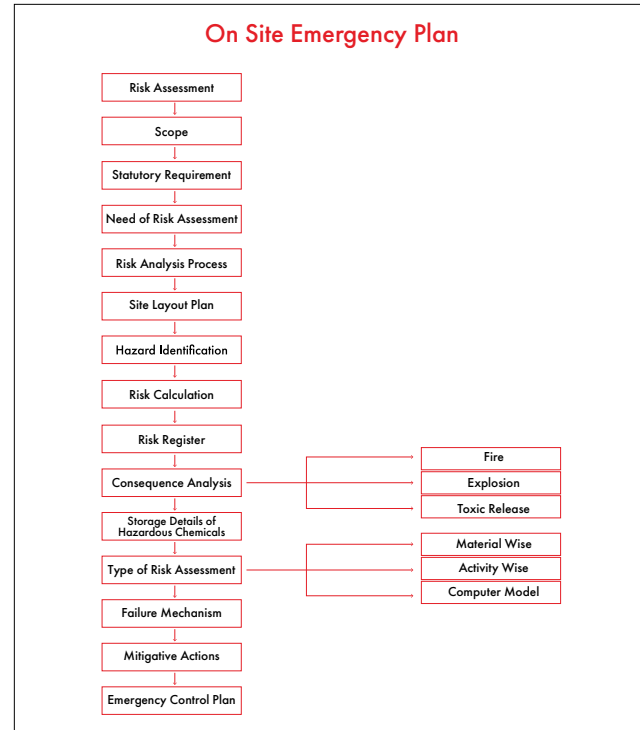 On Site Emergency Plan
Risk Assessment
Scope
Statutory Requirement
Need of Risk Assessment
Risk Analysis Process
Site Layout Plan
Hazard Identification
Risk Calculation
Risk Register
Consequence Analysis
Fire
Explosion
Toxic Release
Storage Details of
Hazardous Chemicals
Type of Risk Assessment
Material Wise
Activity Wise
Computer Model
Failure Mechanism
Mitigative Actions
Emergency Control Plan